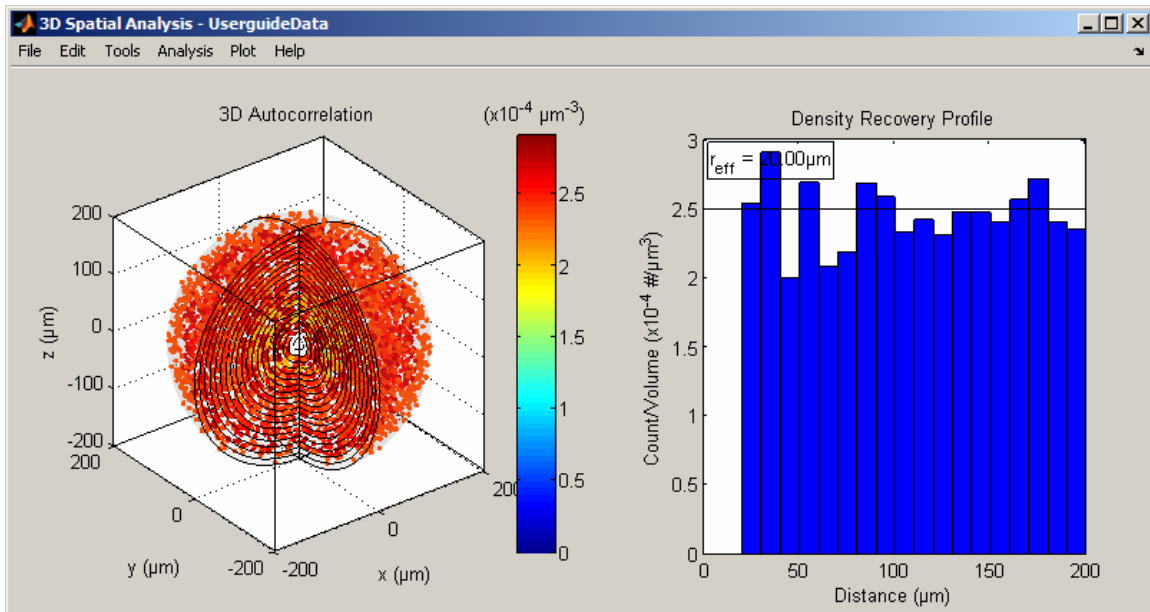 3D Spatial Analysis - UserguideData
File Edit Tools Analysis Plot Help
3D Autocorrelation
(x10⁻⁴ µm⁻³)
200
100
0
-100
-200
z (µm)
200
0
-200
y (µm)
-200
0
200
x (µm)
2.5
2
1.5
1
0.5
0
Density Recovery Profile
r_eff = 20.00µm
3
2.5
2
1.5
1
0.5
0
Count/Volume (x10⁻⁴ #/µm³)
0 50 100 150 200
Distance (µm)